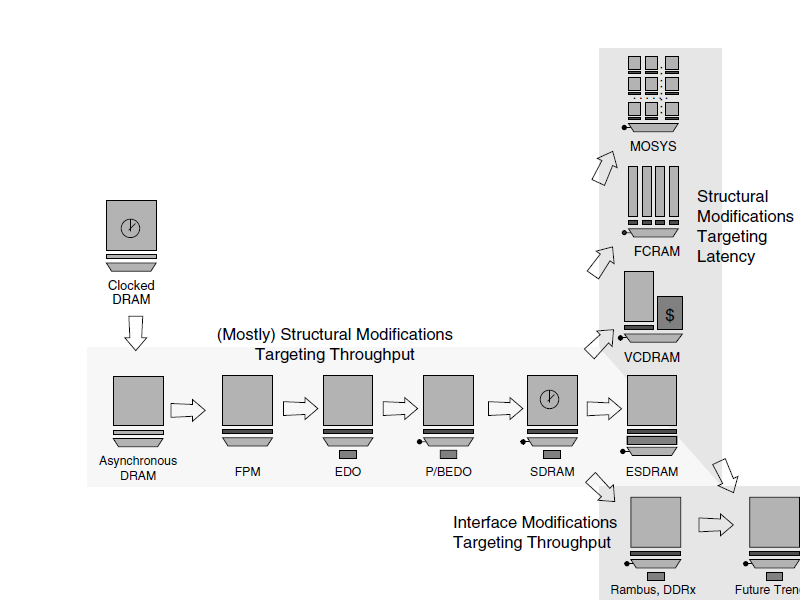 MOSYS
Structural
Modifications
Targeting
Latency
FCRAM
Clocked
DRAM
$
VCDRAM
(Mostly) Structural Modifications
Targeting Throughput
Asynchronous
DRAM
FPM
EDO
P/BEDO
SDRAM
ESDRAM
Interface Modifications
Targeting Throughput
Rambus, DDRx
Future Tren